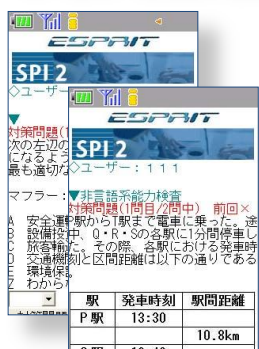 ESPRIT
SPI 2
◇ユーザー
▼
対策問題(1
次の左辺の
になるよう
最も適切な
マフラー：
A 安全運
B 設備投
C 旅客輸
D 交通機
E 環境保
Z わから
ESPRIT
SPI 2
◇ユーザー：１１１
▼非言語系能力検査
対策問題(1問目/2問中) 前回×
P駅からT駅まで電車に乗った。途
中、Q・R・Sの各駅に1分間停車し
た。その際、各駅における発車時
刻と区間距離は以下の通りである
駅 発車時刻 駅間距離
P駅 13:30
10.8km